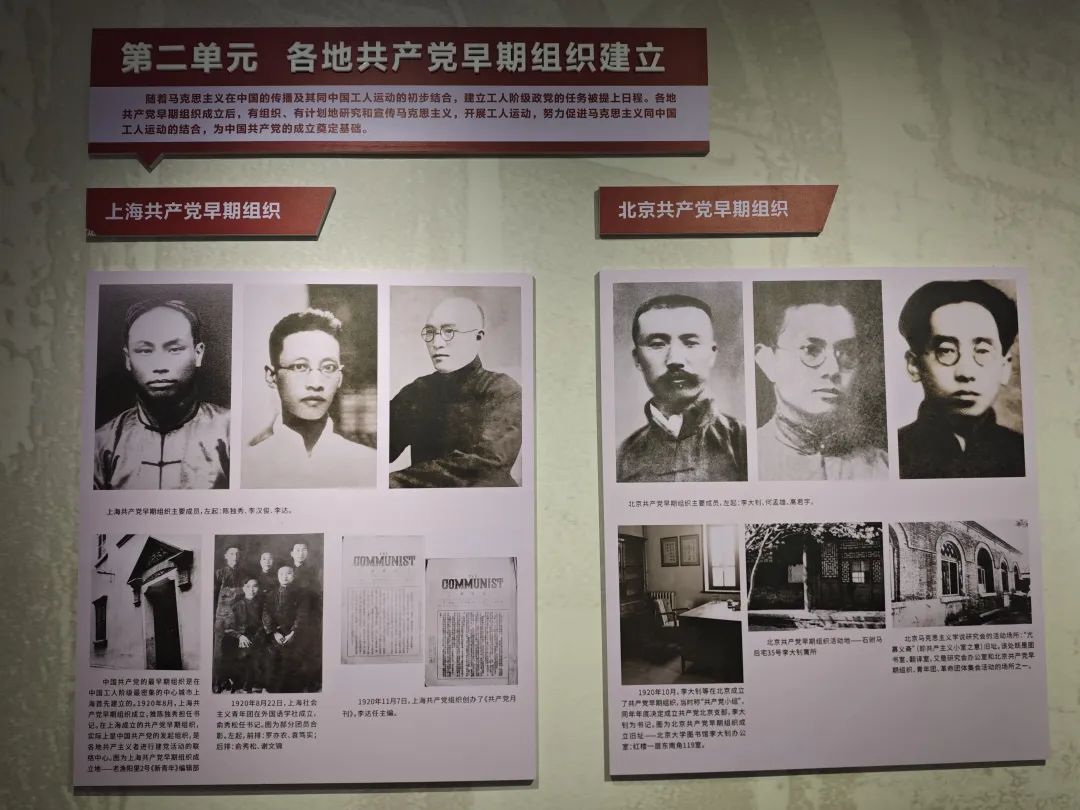 第二单元 各地共产党早期组织建立
随着马克思主义在中国的传播及其同中国工人运动的初步结合，建立工人阶级政党的任务被提上日程。各地
共产党早期组织成立后，有组织、有计划地研究和宣传马克思主义，开展工人运动，努力促进马克思主义同中国
工人运动的结合，为中国共产党的成立奠定基础。
上海共产党早期组织
北京共产党早期组织
上海共产党早期组织主要成员，左起：陈独秀、李汉俊、李达。
COMMUNIST
COMMUNIST
中国共产党的最早期组织是在
中国工人阶级最密集的中心城市上
海首先建立的。1920年8月，上海共
产党早期组织成立，推陈独秀担任书
记。在上海成立的共产党早期组织，
实际上是中国共产党的发起组织，是
各地共产主义者进行建党活动的联
络中心。图为上海共产党早期组织成
立地——老渔阳里2号《新青年》编辑部
1920年8月22日，上海社会
主义青年团在外国语学社成立，
俞秀松任书记。图为部分团员合
影。左起，前排：罗亦农、袁笃实；
后排：俞秀松、谢文锦
1920年11月7日，上海共产党组织创办了《共产党月
刊》，李达任主编。
北京共产党早期组织主要成员，左起：李大钊、何孟雄、高君宇。
1920年10月，李大钊等在北京成立
了共产党早期组织，当时称“共产党小组”。
同年年底决定成立共产党北京支部，李大
钊为书记。图为北京共产党早期组织成
立旧址——北京大学图书馆李大钊办公
室：红楼一层东南角119室。
北京共产党早期组织活动地——石驸马
后宅35号李大钊寓所
北京马克思主义学说研究会的活动场所：“亢
慕义斋”（即共产主义小室之意）旧址。该处既是图
书室、翻译室，又是研究会办公室和北京共产党早
期组织、青年团、革命团体集会活动的场所之一。